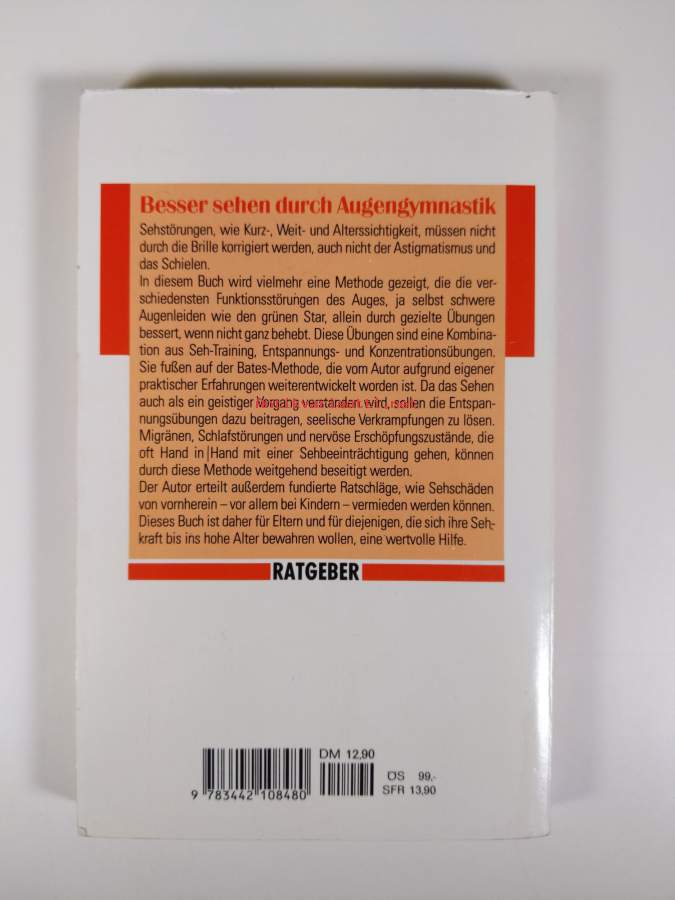 Besser sehen durch Augengymnastik
Sehstörungen, wie Kurz-, Weit- und Alterssichtigkeit, müssen nicht
durch die Brille korrigiert werden, auch nicht der Astigmatismus und
das Schielen.
In diesem Buch wird vielmehr eine Methode gezeigt, die die ver-
schiedensten Funktionsstörungen des Auges, ja selbst schwere
Augenleiden wie den grünen Star, allein durch gezielte Übungen
bessert, wenn nicht ganz behebt. Diese Übungen sind eine Kombina-
tion aus Seh-Training, Entspannungs- und Konzentrationsübungen.
Sie fußen auf der Bates-Methode, die vom Autor aufgrund eigener
praktischer Erfahrungen weiterentwickelt worden ist. Da das Sehen
auch als ein geistiger Vorgang verstanden wird, sollen die Entspan-
nungsübungen dazu beitragen, seelische Verkrampfungen zu lösen.
Migränen, Schlafstörungen und nervöse Erschöpfungszustände, die
oft Hand in Hand mit einer Sehbeeinträchtigung gehen, können
durch diese Methode weitgehend beseitigt werden.
Der Autor erteilt außerdem fundierte Ratschläge, wie Sehschäden
von vornherein – vor allem bei Kindern – vermieden werden können.
Dieses Buch ist daher für Eltern und für diejenigen, die sich ihre Seh-
kraft bis ins hohe Alter bewahren wollen, eine wertvolle Hilfe.
RATGEBER
DM 12,90
ÖS 99,-
SFR 13,90
9 783442 108480